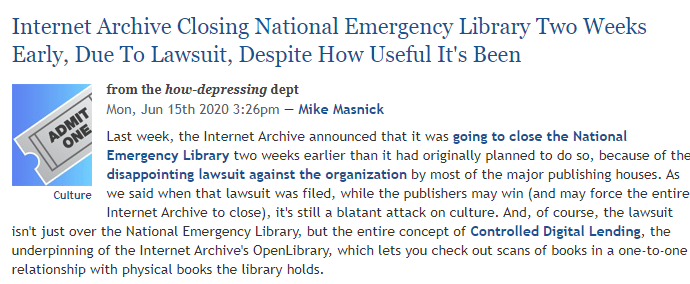 Internet Archive Closing National Emergency Library Two Weeks
Early, Due To Lawsuit, Despite How Useful It's Been
ADMIT
ONE
Culture
from the how-depressing dept
Mon, Jun 15th 2020 3:26pm — Mike Masnick
Last week, the Internet Archive announced that it was going to close the National
Emergency Library two weeks earlier than it had originally planned to do so, because of the
disappointing lawsuit against the organization by most of the major publishing houses. As
we said when that lawsuit was filed, while the publishers may win (and may force the entire
Internet Archive to close), it's still a blatant attack on culture. And, of course, the lawsuit
isn't just over the National Emergency Library, but the entire concept of Controlled Digital Lending, the
underpinning of the Internet Archive's OpenLibrary, which lets you check out scans of books in a one-to-one
relationship with physical books the library holds.